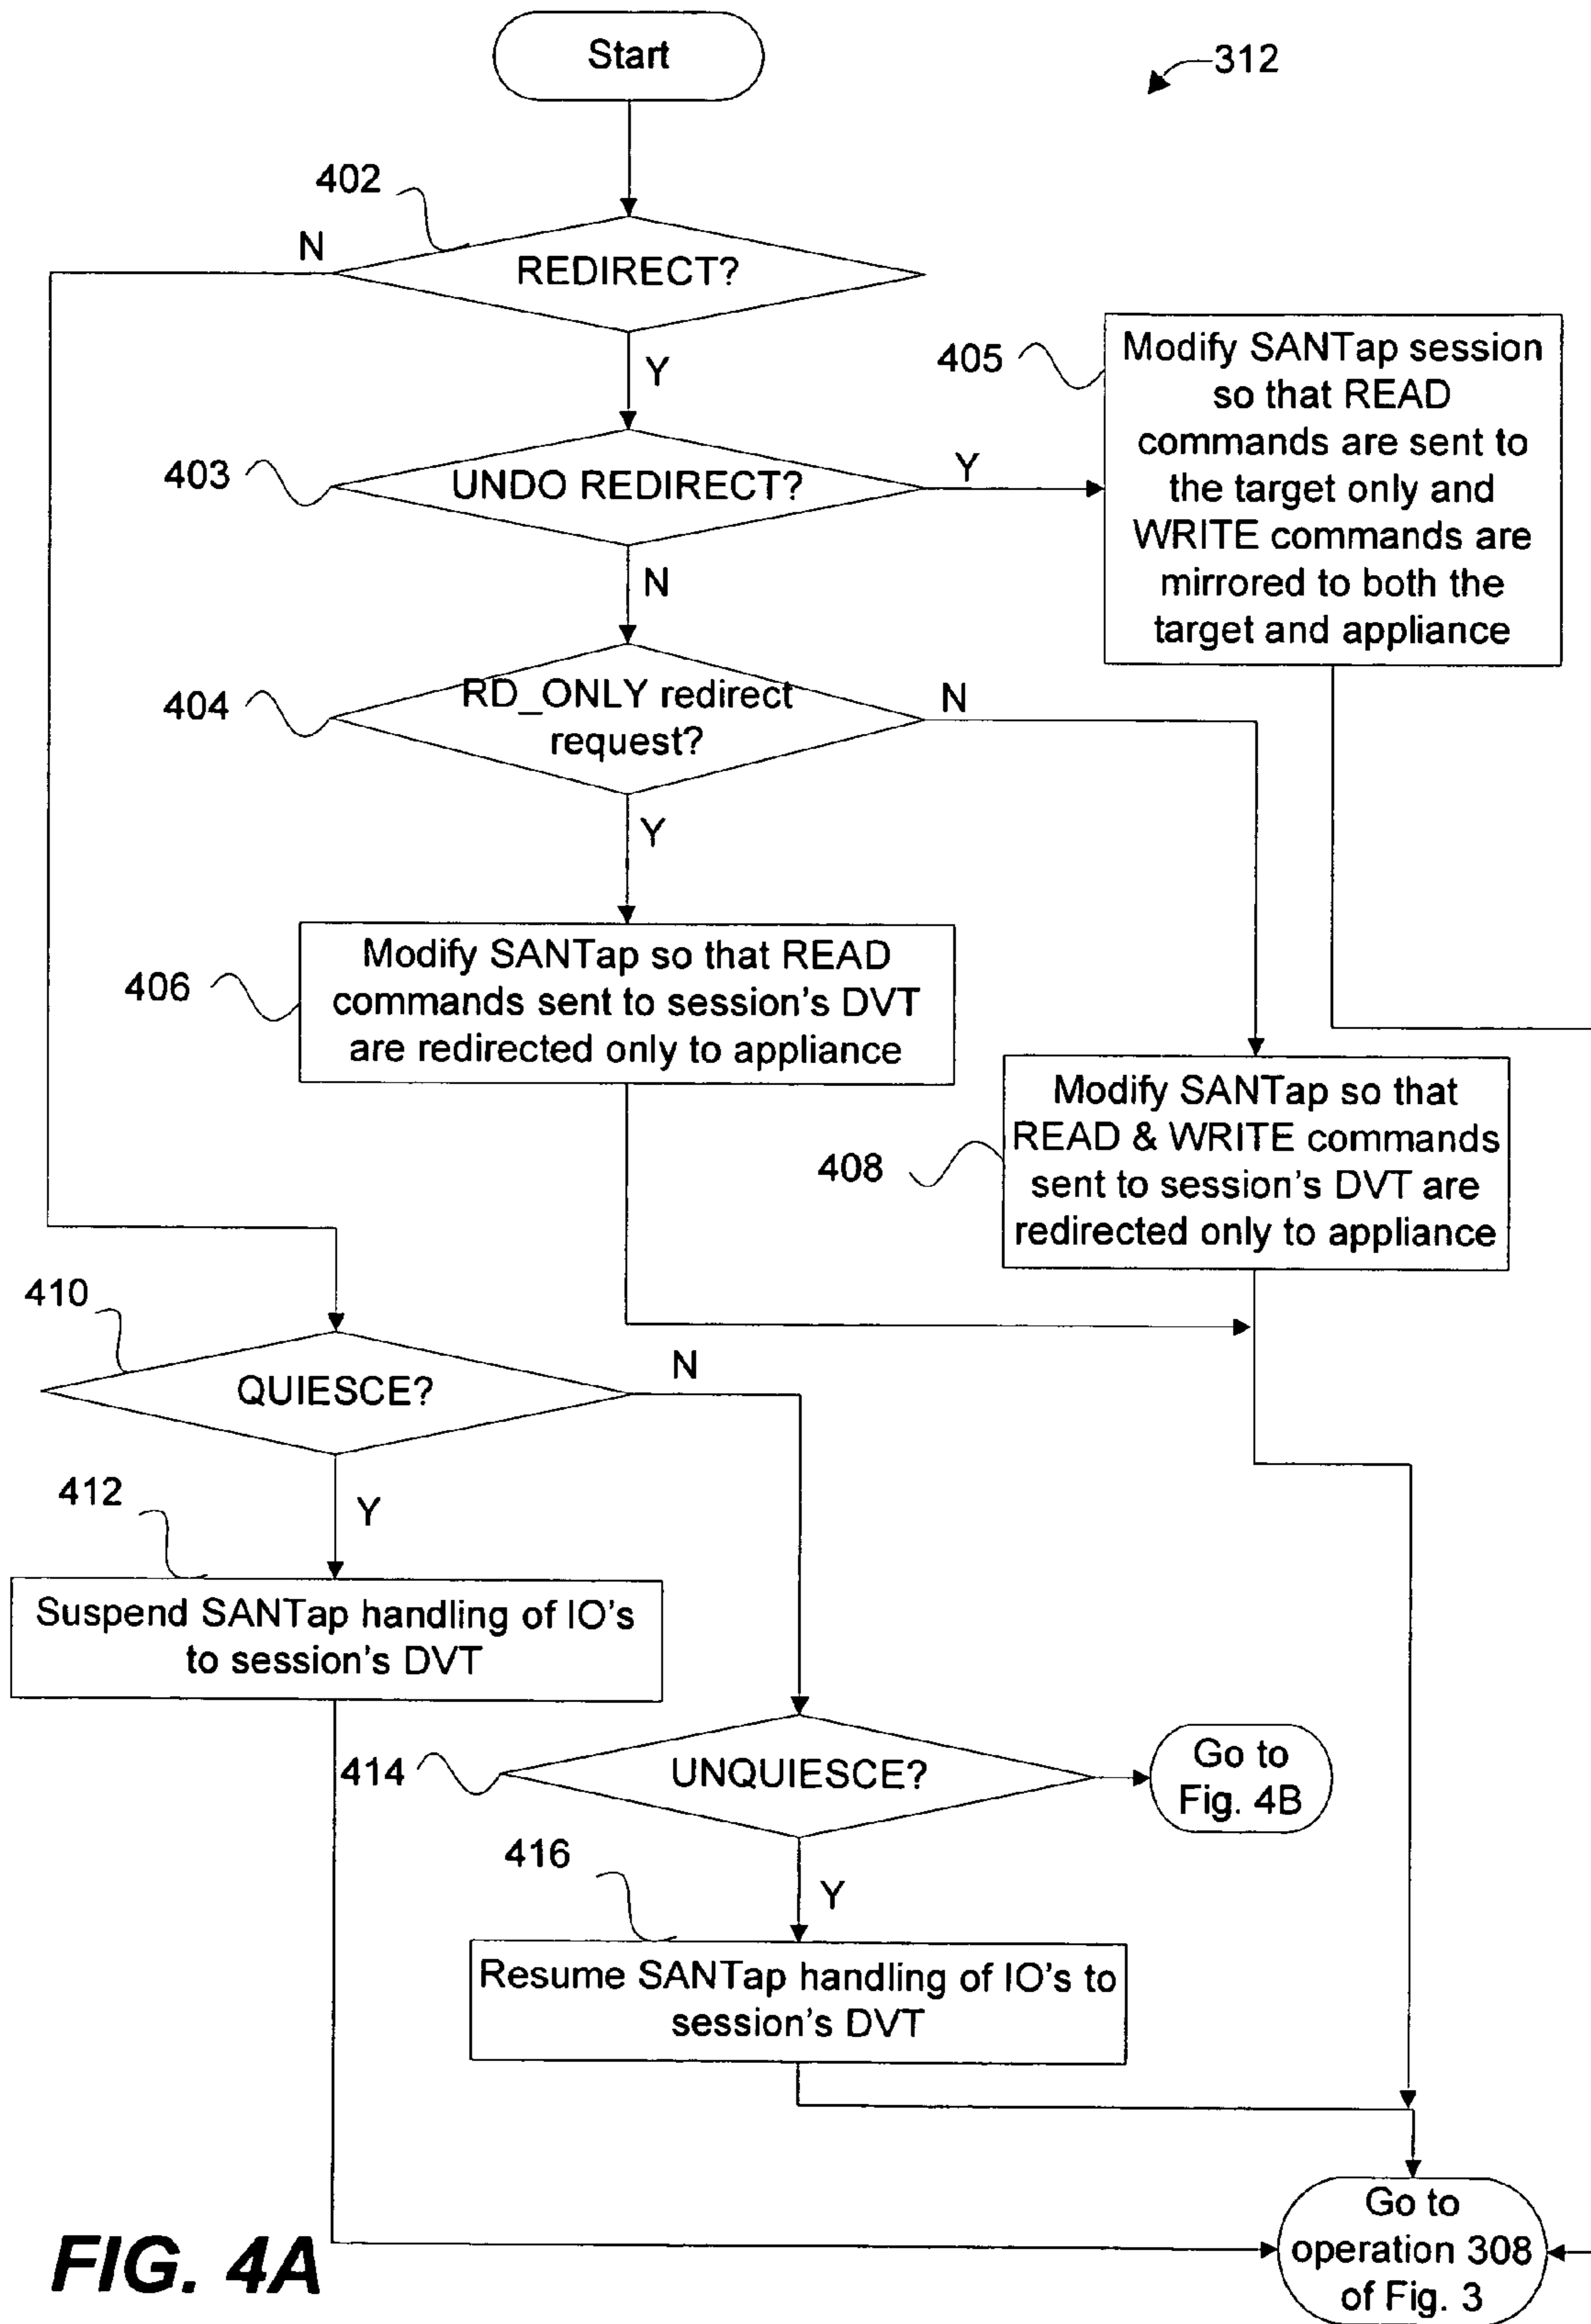 Start
312
402
N
REDIRECT?
Y
405
Modify SANTap session
so that READ
commands are sent to
the target only and
WRITE commands are
mirrored to both the
target and appliance
403
UNDO REDIRECT?
Y
N
404
RD_ONLY redirect
request?
N
Y
406
Modify SANTap so that READ
commands sent to session's DVT
are redirected only to appliance
408
Modify SANTap so that
READ & WRITE commands
sent to session's DVT are
redirected only to appliance
410
QUIESCE?
N
412
Y
Suspend SANTap handling of IO's
to session's DVT
414
UNQUIESCE?
Go to
Fig. 4B
416
Y
Resume SANTap handling of IO's to
session's DVT
Go to
operation 308
of Fig. 3
FIG. 4A